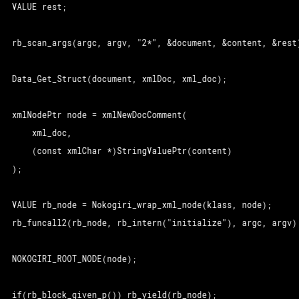 VALUE rest;
rb_scan_args(argc, argv, "2*", &document, &content, &rest)
Data_Get_Struct(document, xmlDoc, xml_doc);
xmlNodePtr node = xmlNewDocComment(
xml_doc,
(const xmlChar *)StringValuePtr(content)
);
VALUE rb_node = Nokogiri_wrap_xml_node(klass, node);
rb_funcall2(rb_node, rb_intern("initialize"), argc, argv)
NOKOGIRI_ROOT_NODE(node);
if(rb_block_given_p()) rb_yield(rb_node);